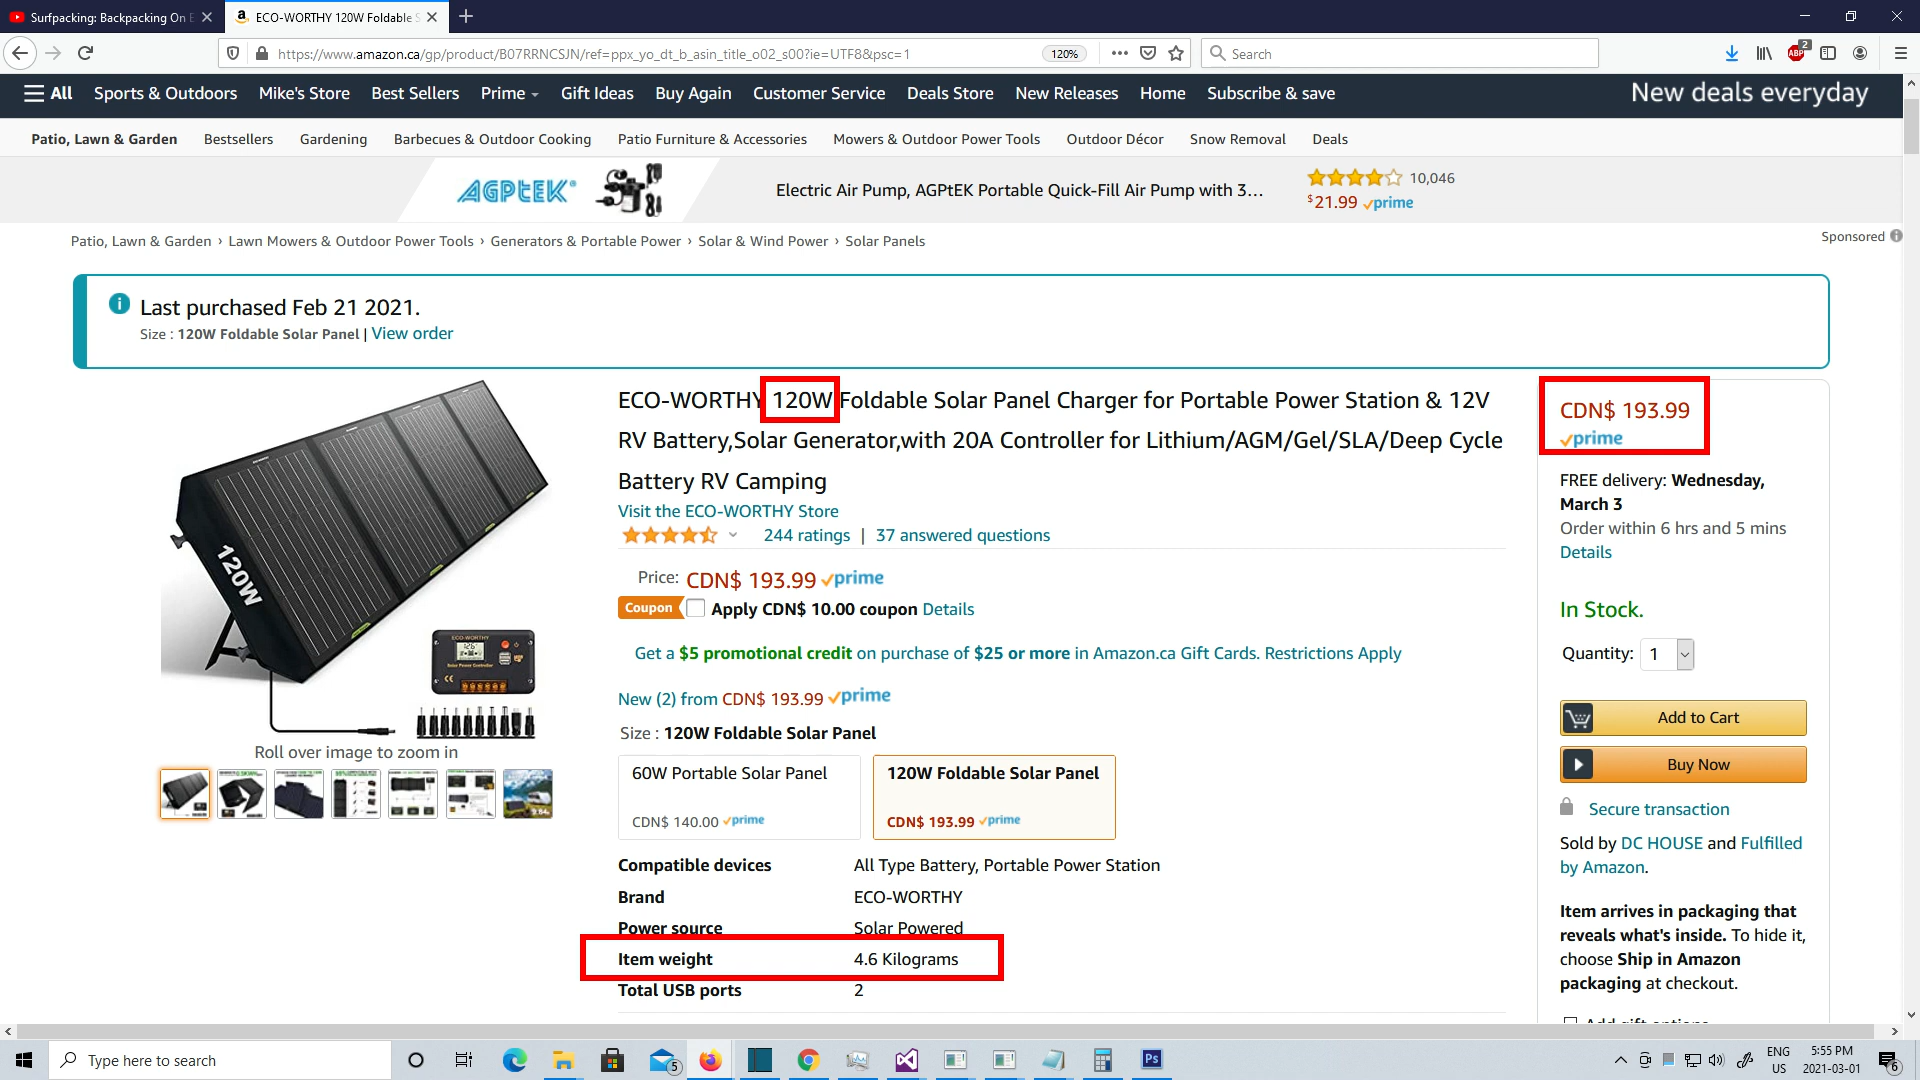 Surfpacking: Backpacking On E
ECO-WORTHY 120W Foldable S
https://www.amazon.ca/gp/product/B07RRNCSJN/ref=ppx_yo_dt_b_asin_title_o02_s00?ie=UTF8&psc=1
120%
Search
ABP
2
All
Sports & Outdoors
Mike's Store
Best Sellers
Prime
Gift Ideas
Buy Again
Customer Service
Deals Store
New Releases
Home
Subscribe & save
New deals everyday
Patio, Lawn & Garden
Bestsellers
Gardening
Barbecues & Outdoor Cooking
Patio Furniture & Accessories
Mowers & Outdoor Power Tools
Outdoor Décor
Snow Removal
Deals
AGPtEK
Electric Air Pump, AGPtEK Portable Quick-Fill Air Pump with 3…
10,046
$21.99 prime
Patio, Lawn & Garden › Lawn Mowers & Outdoor Power Tools › Generators & Portable Power › Solar & Wind Power › Solar Panels
Sponsored
Last purchased Feb 21 2021.
Size : 120W Foldable Solar Panel | View order
120W
ECO-WORTHY
Solar Power Controller
Roll over image to zoom in
ECO-WORTHY 120W Foldable Solar Panel Charger for Portable Power Station & 12V
RV Battery,Solar Generator,with 20A Controller for Lithium/AGM/Gel/SLA/Deep Cycle
Battery RV Camping
Visit the ECO-WORTHY Store
244 ratings | 37 answered questions
Price: CDN$ 193.99 prime
Coupon Apply CDN$ 10.00 coupon Details
Get a $5 promotional credit on purchase of $25 or more in Amazon.ca Gift Cards. Restrictions Apply
New (2) from CDN$ 193.99 prime
Size : 120W Foldable Solar Panel
60W Portable Solar Panel
CDN$ 140.00 prime
120W Foldable Solar Panel
CDN$ 193.99 prime
Compatible devices All Type Battery, Portable Power Station
Brand ECO-WORTHY
Power source Solar Powered
Item weight 4.6 Kilograms
Total USB ports 2
CDN$ 193.99
prime
FREE delivery: Wednesday,
March 3
Order within 6 hrs and 5 mins
Details
In Stock.
Quantity: 1
Add to Cart
Buy Now
Secure transaction
Sold by DC HOUSE and Fulfilled
by Amazon.
Item arrives in packaging that
reveals what's inside. To hide it,
choose Ship in Amazon
packaging at checkout.
Add gift options
Type here to search
5
Ps
ENG
US
5:55 PM
2021-03-01
6